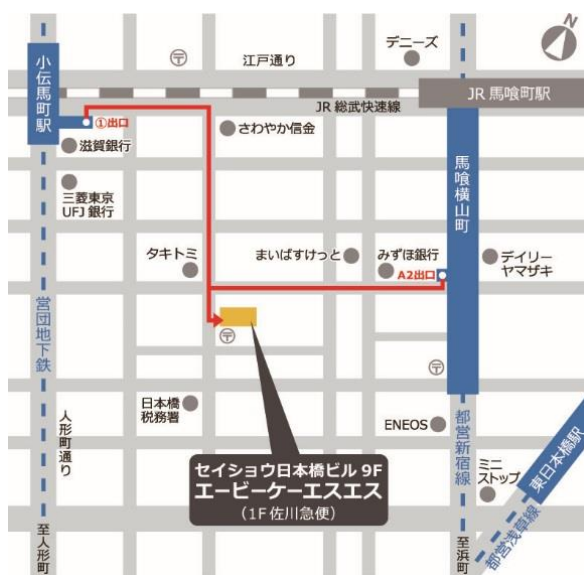 デニーズ
江戸通り
小伝馬町駅
JR 馬喰町駅
JR 総武快速線
①出口
さわやか信金
滋賀銀行
三菱東京
UFJ 銀行
馬喰横山町
タキトミ
まいばすけっと
みずほ銀行
A2出口
デイリー
ヤマザキ
営団地下鉄
日本橋
税務署
ENEOS
人形町通り
都営新宿線
ミニ
ストップ
東日本橋駅
セイショウ日本橋ビル 9F
エービーケーエスエス
(1F 佐川急便)
至人形町
至浜町
都営浅草線